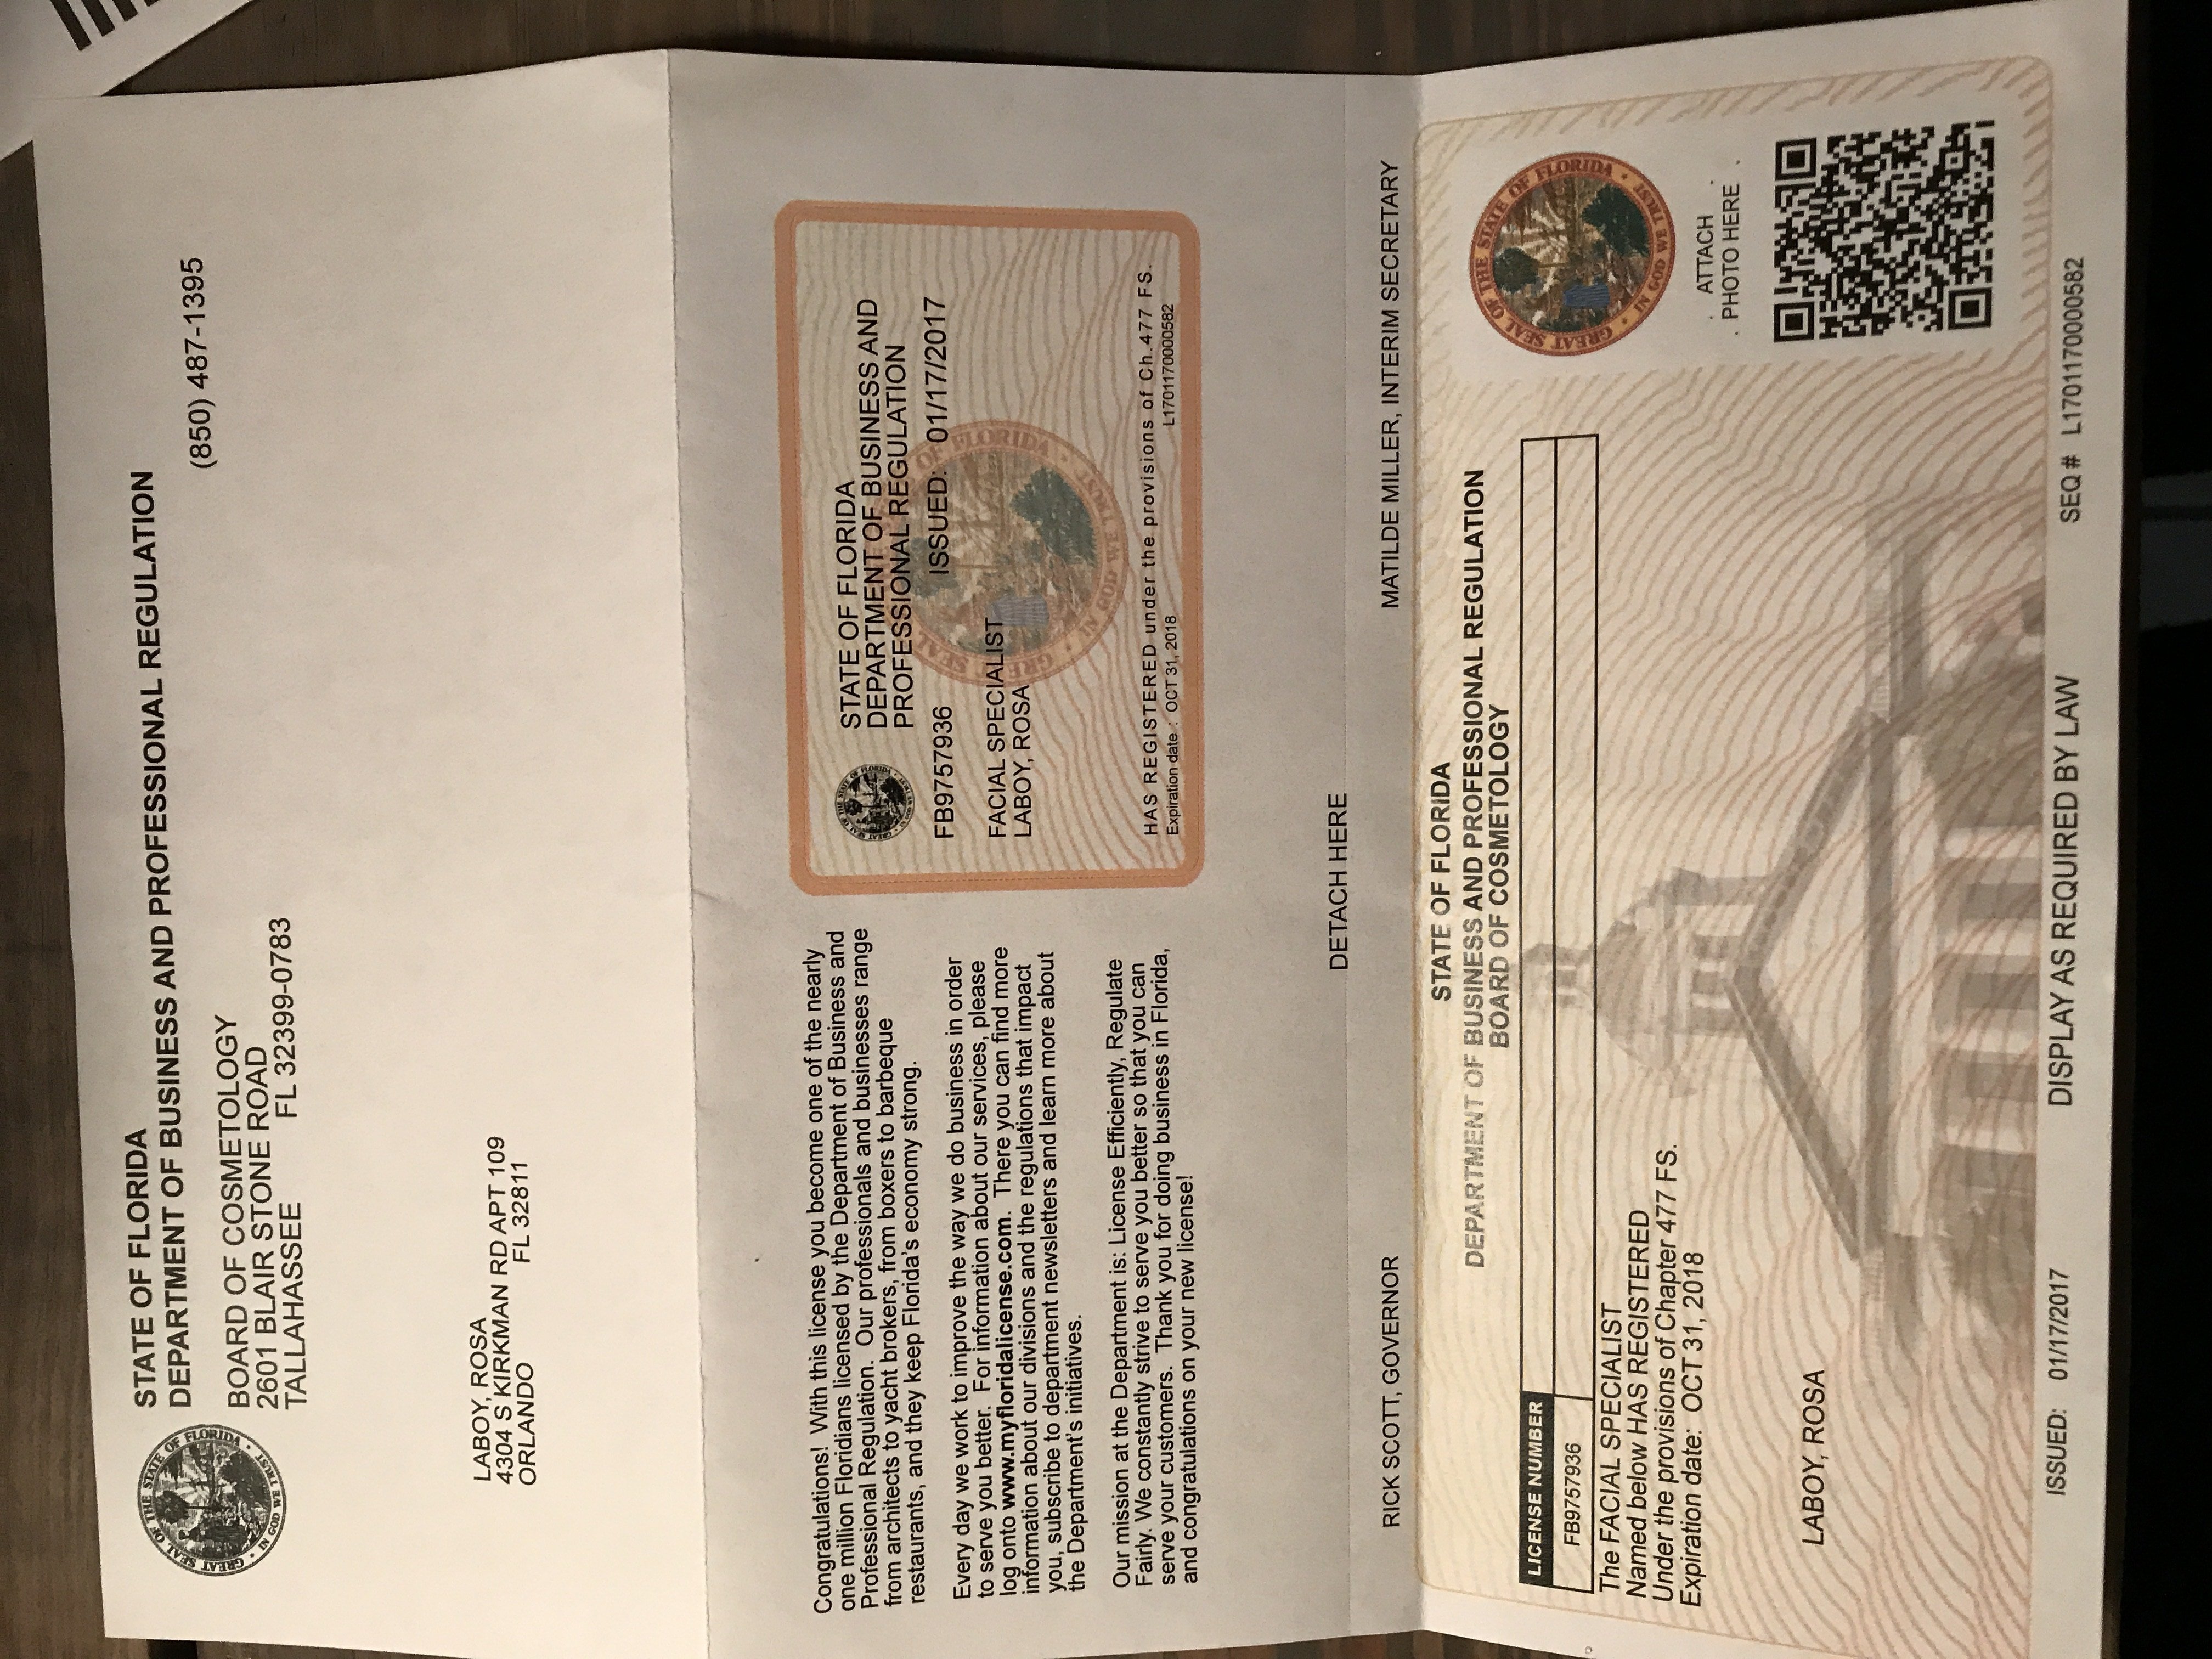 STATE OF FLORIDA
DEPARTMENT OF BUSINESS AND PROFESSIONAL REGULATION
BOARD OF COSMETOLOGY
2601 BLAIR STONE ROAD
TALLAHASSEE FL 32399-0783
(850) 487-1395
GREAT SEAL OF THE STATE OF FLORIDA
IN GOD WE TRUST
LABOY, ROSA
4304 S KIRKMAN RD APT 109
ORLANDO FL 32811
Congratulations! With this license you become one of the nearly
one million Floridians licensed by the Department of Business and
Professional Regulation. Our professionals and businesses range
from architects to yacht brokers, from boxers to barbeque
restaurants, and they keep Florida's economy strong.
Every day we work to improve the way we do business in order
to serve you better. For information about our services, please
log onto www.myfloridalicense.com. There you can find more
information about our divisions and the regulations that impact
you, subscribe to department newsletters and learn more about
the Department's initiatives.
Our mission at the Department is: License Efficiently, Regulate
Fairly. We constantly strive to serve you better so that you can
serve your customers. Thank you for doing business in Florida,
and congratulations on your new license!
STATE OF FLORIDA
DEPARTMENT OF BUSINESS AND
PROFESSIONAL REGULATION
FB9757936 ISSUED: 01/17/2017
FACIAL SPECIALIST
LABOY, ROSA
HAS REGISTERED under the provisions of Ch.477 FS.
Expiration date : OCT 31, 2018 L1701170000582
DETACH HERE
RICK SCOTT, GOVERNOR MATILDE MILLER, INTERIM SECRETARY
STATE OF FLORIDA
DEPARTMENT OF BUSINESS AND PROFESSIONAL REGULATION
BOARD OF COSMETOLOGY
LICENSE NUMBER
FB9757936
The FACIAL SPECIALIST
Named below HAS REGISTERED
Under the provisions of Chapter 477 FS.
Expiration date: OCT 31, 2018
LABOY, ROSA
GREAT SEAL OF THE STATE OF FLORIDA
IN GOD WE TRUST
ATTACH
PHOTO HERE
ISSUED: 01/17/2017 DISPLAY AS REQUIRED BY LAW SEQ # L1701170000582